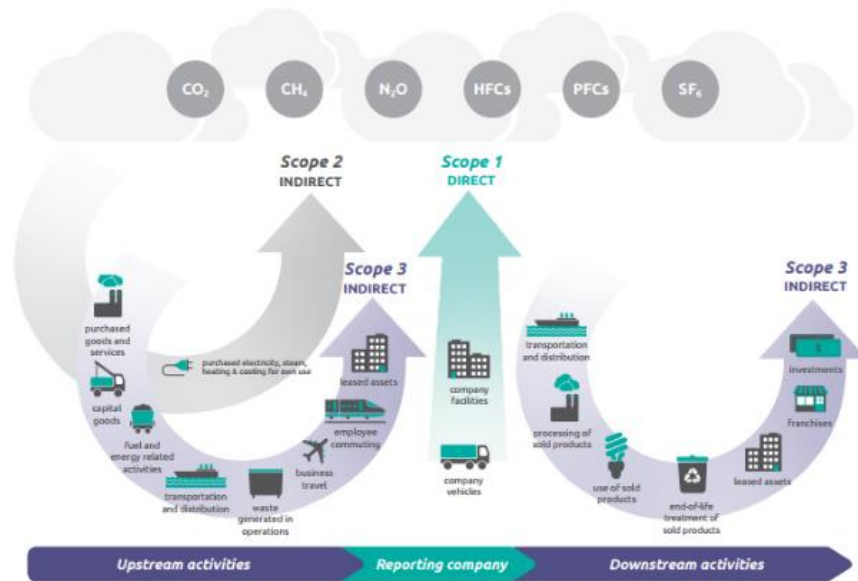 CO₂
CH₄
N₂O
HFCs
PFCs
SF₆
Scope 2
INDIRECT
Scope 1
DIRECT
Scope 3
INDIRECT
Scope 3
INDIRECT
purchased
goods and
services
capital
goods
fuel and
energy related
activities
transportation
and distribution
waste
generated in
operations
business
travel
employee
commuting
leased assets
purchased electricity, steam,
heating & cooling for own use
company
facilities
company
vehicles
transportation
and distribution
processing of
sold products
use of sold
products
end-of-life
treatment of
sold products
leased assets
franchises
$
investments
Upstream activities
Reporting company
Downstream activities